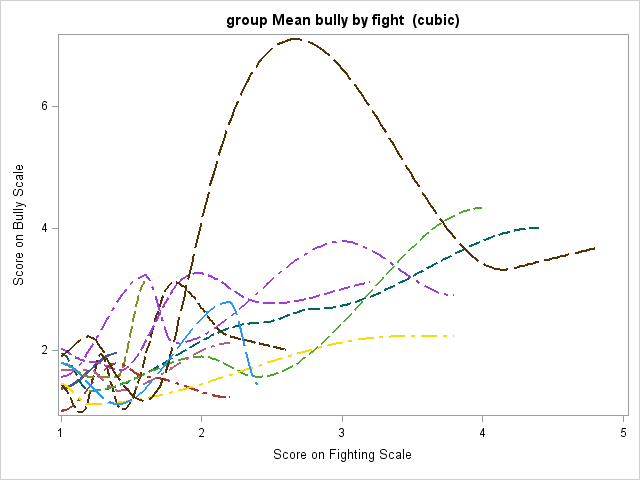 group Mean bully by fight  (cubic)
6
4
2
Score on Bully Scale
1 2 3 4 5
Score on Fighting Scale